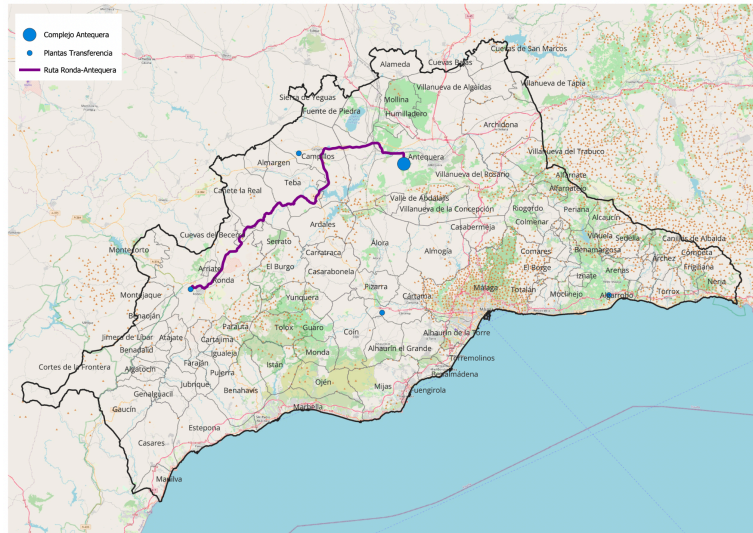 Complejo Antequera
Plantas Transferencia
Ruta Ronda-Antequera
Cuevas de San Marcos
Alameda
Cuevas Bajas
Villanueva de Algaidas
Villanueva de Tapia
Sierra de Yeguas
Mollina
Fuente de Piedra
Humilladero
Archidona
Villanueva del Trabuco
Almargen
Campillos
Antequera
Villanueva del Rosario
Alfarnate
Alfarnatejo
Teba
Cañete la Real
Valle de Abdalajís
Villanueva de la Concepción
Riogordo
Periana
Colmenar
Alcaucín
Ardales
Casabermeja
Cuevas del Becerro
Serrato
Álora
Almogía
Viñuela
Sedella
Canillas de Albaida
Montecorto
Carratraca
Comares
Benamargosa
Cómpeta
Arriate
El Burgo
Casarabonela
El Borge
Iznate
Arenas
Árchez
Frigiliana
Ronda
Pizarra
Málaga
Totalán
Moclinejo
Algarrobo
Torrox
Nerja
Montejaque
Yunquera
Cártama
Benaoján
Parauta
Tolox
Guaro
Coín
Alhaurín de la Torre
Jimera de Líbar
Atajate
Cartajima
Benadalid
Igualeja
Monda
Alhaurín el Grande
Torremolinos
Cortes de la Frontera
Algatocín
Faraján
Pujerra
Istán
Benalmádena
Jubrique
Benahavís
Ojén
Mijas
Fuengirola
Genalguacil
Gaucín
Marbella
Estepona
Casares
Manilva